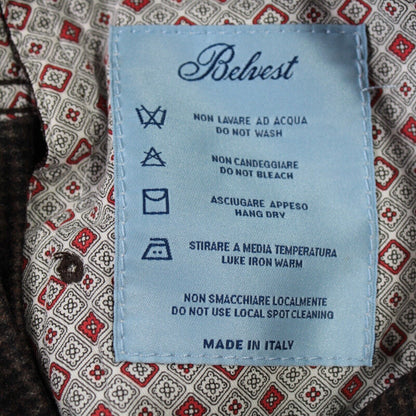 Belvest
NON LAVARE AD ACQUA
DO NOT WASH
NON CANDEGGIARE
DO NOT BLEACH
ASCIUGARE APPESO
HANG DRY
STIRARE A MEDIA TEMPERATURA
LUKE IRON WARM
NON SMACCHIARE LOCALMENTE
DO NOT USE LOCAL SPOT CLEANING
MADE IN ITALY